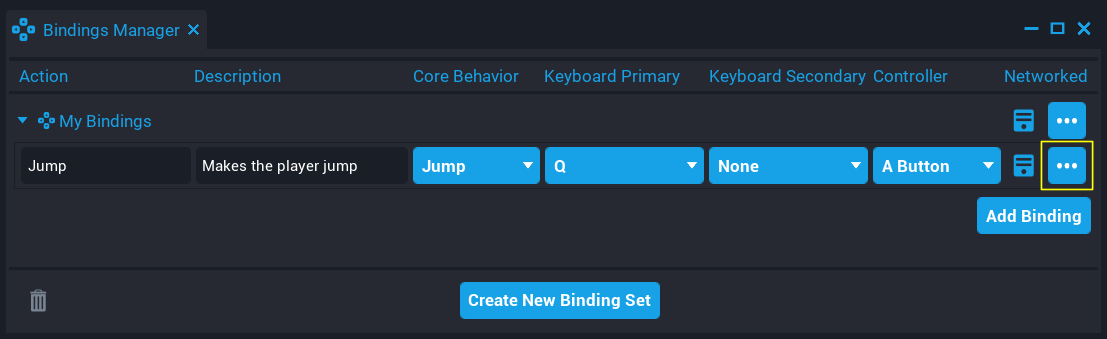 Bindings Manager
Action Description Core Behavior Keyboard Primary Keyboard Secondary Controller Networked
My Bindings
Jump Makes the player jump Jump Q None A Button
Add Binding
Create New Binding Set